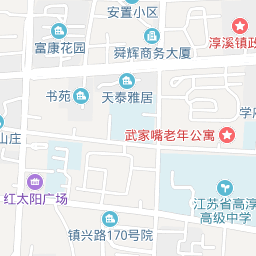 安置小区
富康花园
舜辉商务大厦
淳溪镇政
书苑
天泰雅居
学府
武家嘴老年公寓
山庄
红太阳广场
江苏省高淳
高级中学
镇兴路170号院